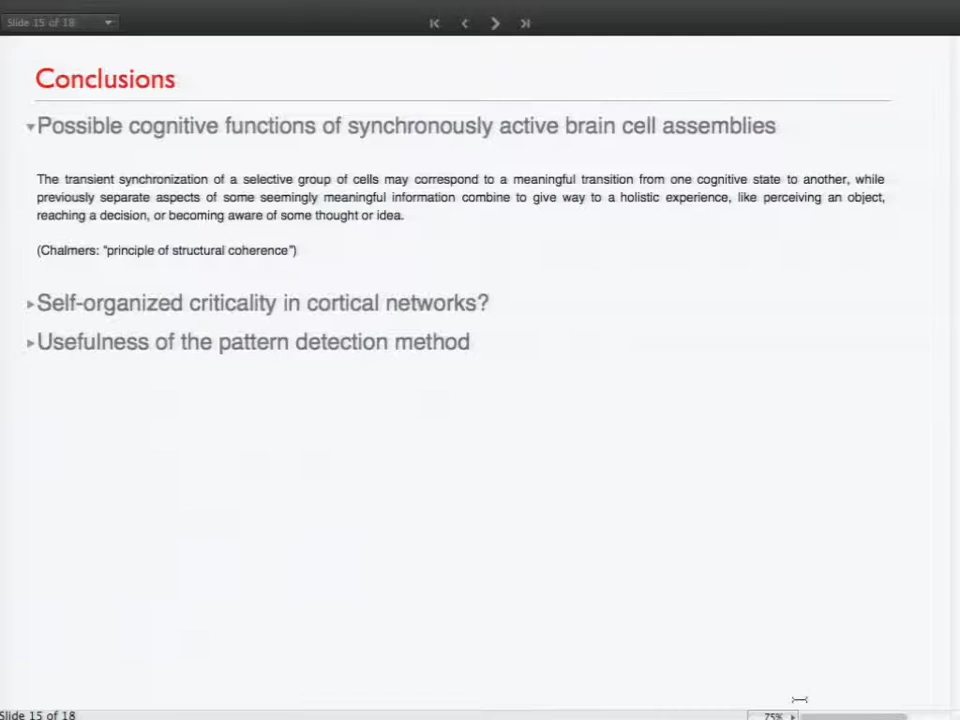 Slide 15 of 18
Conclusions
Possible cognitive functions of synchronously active brain cell assemblies
The transient synchronization of a selective group of cells may correspond to a meaningful transition from one cognitive state to another, while
previously separate aspects of some seemingly meaningful information combine to give way to a holistic experience, like perceiving an object,
reaching a decision, or becoming aware of some thought or idea.
(Chalmers: "principle of structural coherence")
Self-organized criticality in cortical networks?
Usefulness of the pattern detection method
Slide 15 of 18
75%